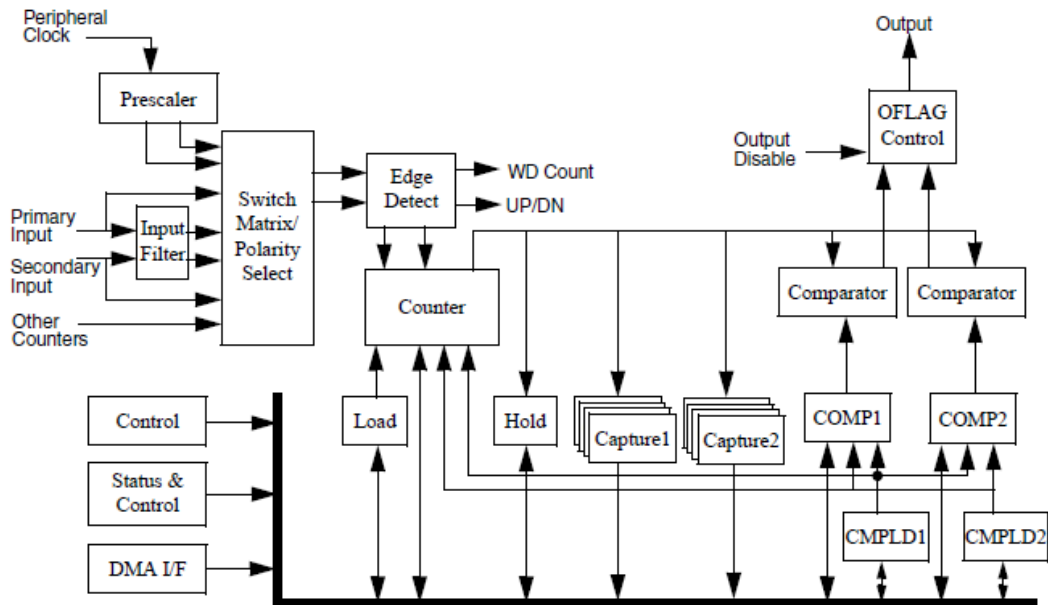 Peripheral
Clock
Prescaler
Primary
Input
Secondary
Input
Other
Counters
Input
Filter
Switch
Matrix/
Polarity
Select
Edge
Detect
WD Count
UP/DN
Output
OFLAG
Control
Output
Disable
Counter
Comparator
Comparator
Control
Status &
Control
DMA I/F
Load
Hold
Capture1
Capture2
COMP1
COMP2
CMPLD1
CMPLD2